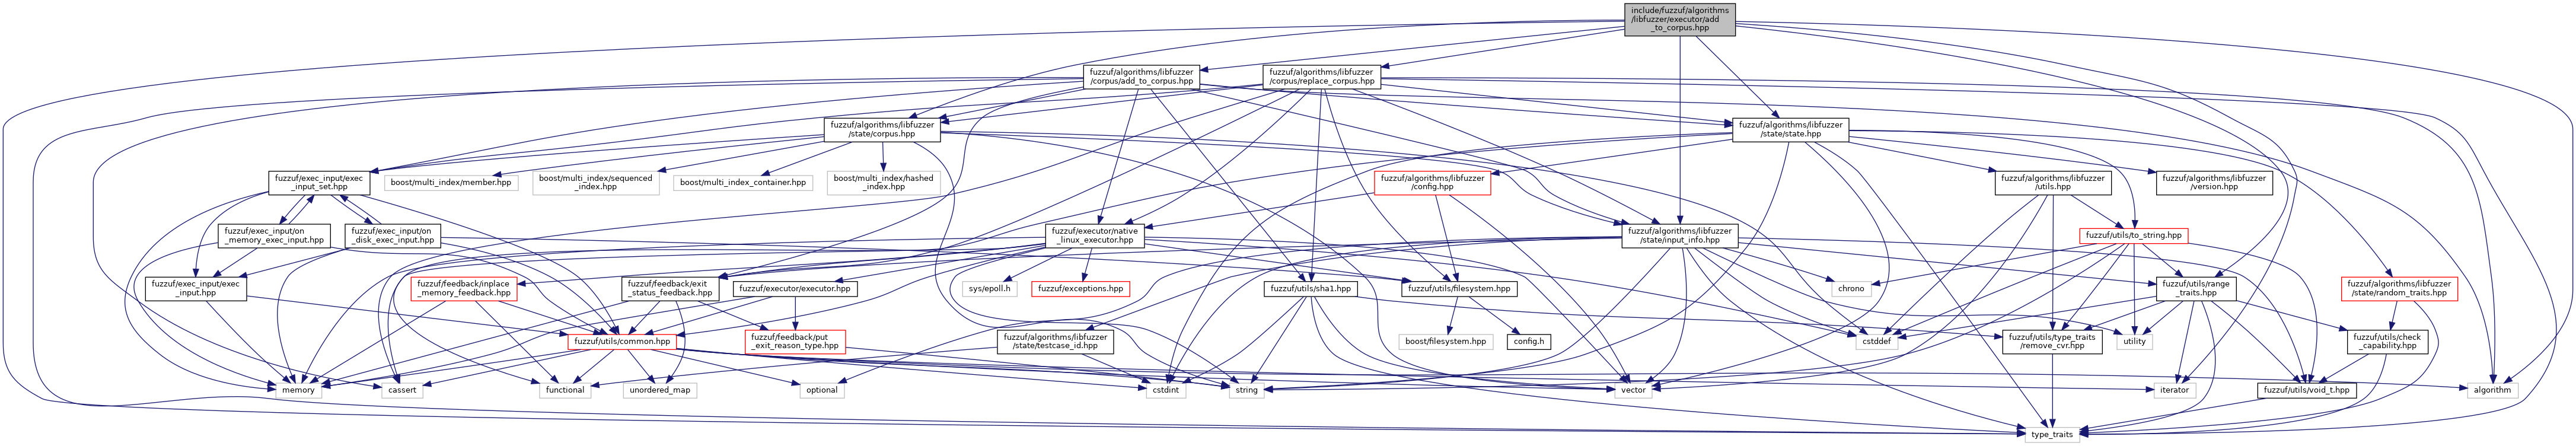 include/fuzzuf/algorithms
/libfuzzer/executor/add
_to_corpus.hpp
fuzzuf/algorithms/libfuzzer
/corpus/add_to_corpus.hpp
fuzzuf/algorithms/libfuzzer
/corpus/replace_corpus.hpp
fuzzuf/algorithms/libfuzzer
/state/corpus.hpp
fuzzuf/algorithms/libfuzzer
/state/state.hpp
fuzzuf/exec_input/exec
_input_set.hpp
boost/multi_index/member.hpp
boost/multi_index/sequenced
_index.hpp
boost/multi_index_container.hpp
boost/multi_index/hashed
_index.hpp
fuzzuf/algorithms/libfuzzer
/config.hpp
fuzzuf/algorithms/libfuzzer
/utils.hpp
fuzzuf/algorithms/libfuzzer
/version.hpp
fuzzuf/exec_input/on
_memory_exec_input.hpp
fuzzuf/exec_input/on
_disk_exec_input.hpp
fuzzuf/executor/native
_linux_executor.hpp
fuzzuf/algorithms/libfuzzer
/state/input_info.hpp
fuzzuf/utils/to_string.hpp
fuzzuf/exec_input/exec
_input.hpp
fuzzuf/feedback/inplace
_memory_feedback.hpp
fuzzuf/feedback/exit
_status_feedback.hpp
fuzzuf/executor/executor.hpp
sys/epoll.h
fuzzuf/exceptions.hpp
fuzzuf/utils/sha1.hpp
fuzzuf/utils/filesystem.hpp
chrono
fuzzuf/utils/range
_traits.hpp
fuzzuf/algorithms/libfuzzer
/state/random_traits.hpp
fuzzuf/utils/common.hpp
fuzzuf/feedback/put
_exit_reason_type.hpp
fuzzuf/algorithms/libfuzzer
/state/testcase_id.hpp
boost/filesystem.hpp
config.h
cstddef
fuzzuf/utils/type_traits
/remove_cvr.hpp
utility
fuzzuf/utils/check
_capability.hpp
memory
cassert
functional
unordered_map
optional
cstdint
string
vector
iterator
fuzzuf/utils/void_t.hpp
algorithm
type_traits